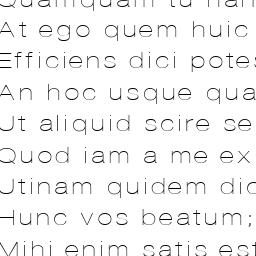 Quamquam tu han
At ego quem huic
Efficiens dici potes
An hoc usque qua
Ut aliquid scire se
Quod iam a me ex
Utinam quidem dic
Hunc vos beatum;
Mihi enim satis est